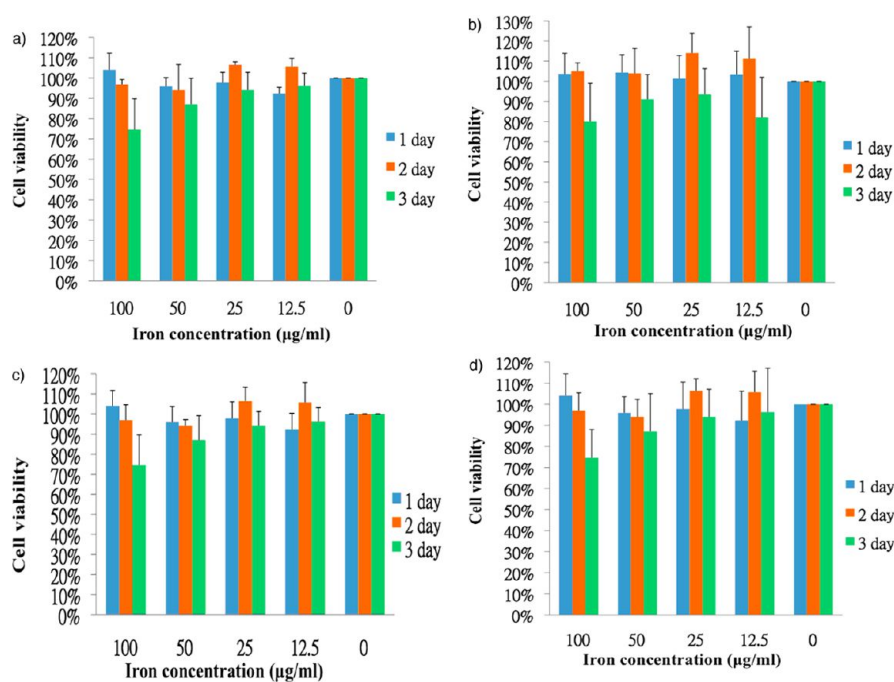 a)
120%
110%
100%
90%
80%
70%
60%
50%
40%
30%
20%
10%
0%
Cell viability
1 day
2 day
3 day
100 50 25 12.5 0
Iron concentration (μg/ml)
b)
130%
120%
110%
100%
90%
80%
70%
60%
50%
40%
30%
20%
10%
0%
Cell viability
1 day
2 day
3 day
100 50 25 12.5 0
Iron concentration (μg/ml)
c)
120%
110%
100%
90%
80%
70%
60%
50%
40%
30%
20%
10%
0%
Cell viability
1 day
2 day
3 day
100 50 25 12.5 0
Iron concentration (μg/ml)
d)
120%
110%
100%
90%
80%
70%
60%
50%
40%
30%
20%
10%
0%
Cell viability
1 day
2 day
3 day
100 50 25 12.5 0
Iron concentration (μg/ml)